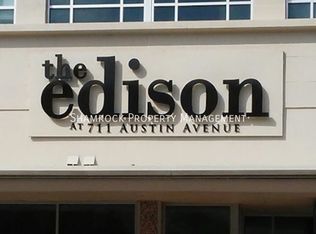 the
edison
Shamrock Property Management
AT 711 AUSTIN AVENUE